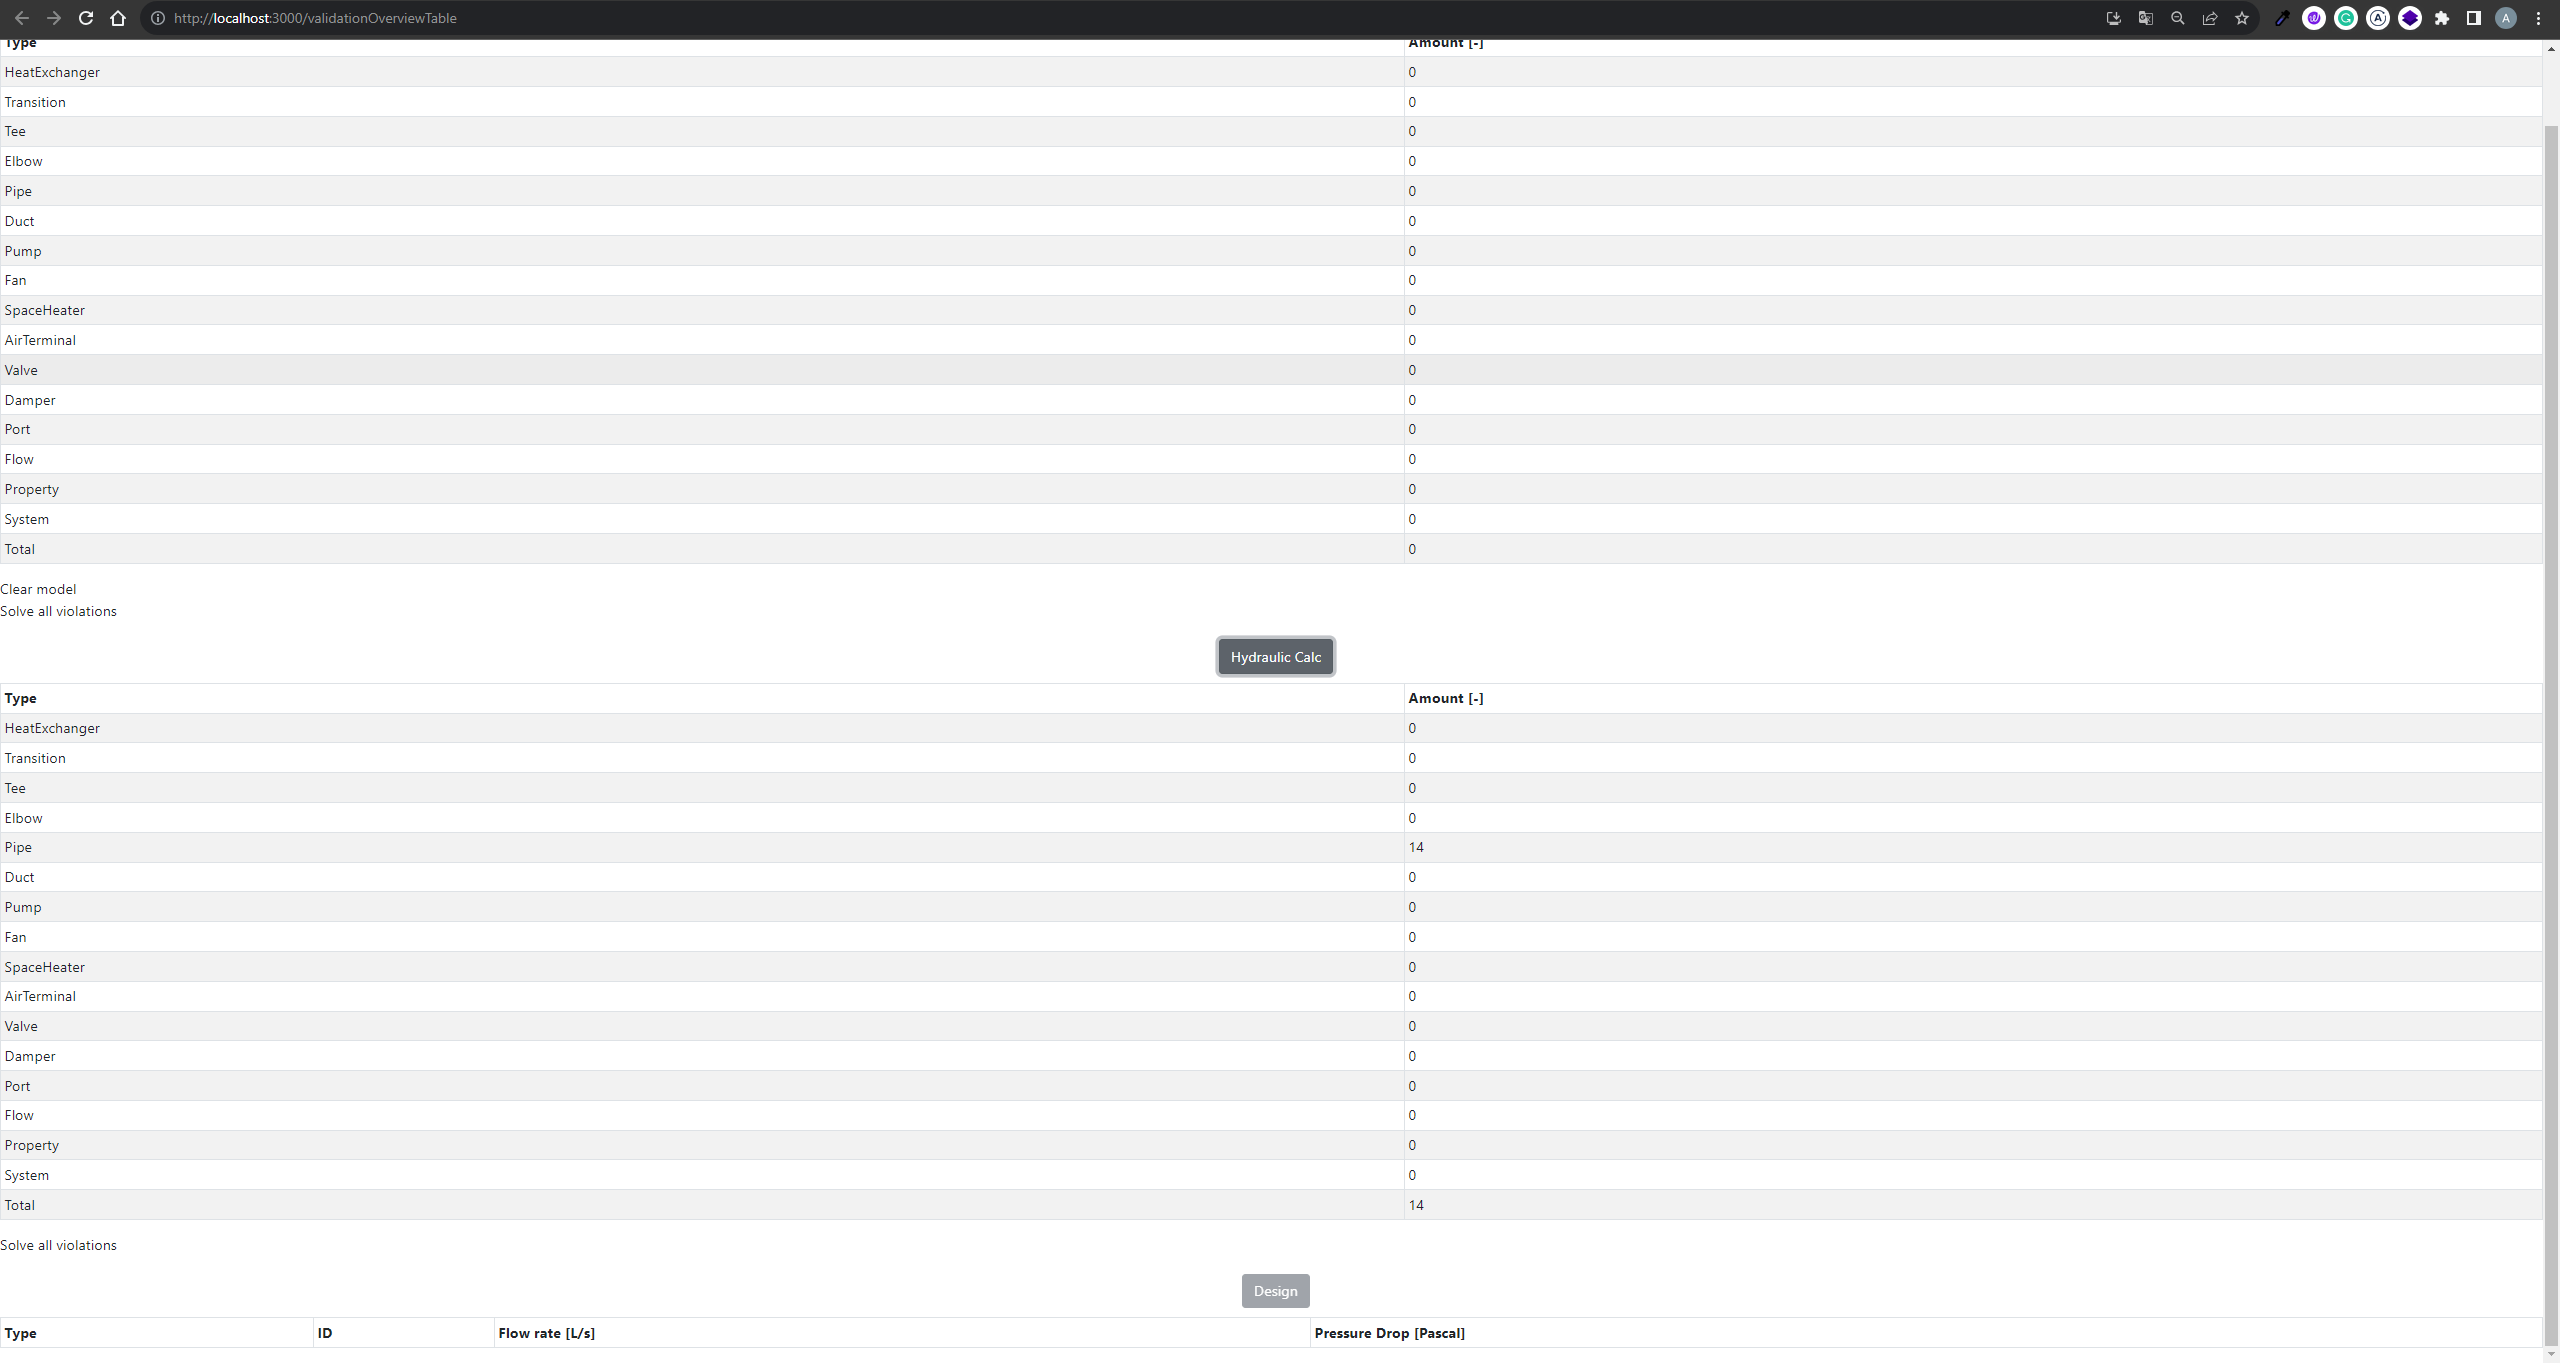 http://localhost:3000/validationOverviewTable
A
Type Amount [-]
HeatExchanger 0
Transition 0
Tee 0
Elbow 0
Pipe 0
Duct 0
Pump 0
Fan 0
SpaceHeater 0
AirTerminal 0
Valve 0
Damper 0
Port 0
Flow 0
Property 0
System 0
Total 0
Clear model
Solve all violations
Hydraulic Calc
Type Amount [-]
HeatExchanger 0
Transition 0
Tee 0
Elbow 0
Pipe 14
Duct 0
Pump 0
Fan 0
SpaceHeater 0
AirTerminal 0
Valve 0
Damper 0
Port 0
Flow 0
Property 0
System 0
Total 14
Solve all violations
Design
Type ID Flow rate [L/s] Pressure Drop [Pascal]